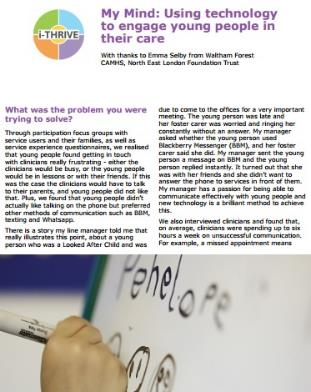 i-THRIVE
My Mind: Using technology
to engage young people in
their care
With thanks to Emma Selby from Waltham Forest
CAMHS, North East London Foundation Trust
What was the problem you were
trying to solve?
Through participation focus groups with
service users and their families, as well as
service experience questionnaires, we realised
that young people found getting in touch
with clinicians really frustrating - either the
clinicians would be busy, or the young people
would be in lessons or with their friends. if this
was the case the clinicians would have to talk
to their parents, and young people did not like
that. Plus, we found that young people didn't
actually like talking on the phone but preferred
other methods of communication such as BBM,
texting and Whatsapp.
There is a story my line manager told me that
really illustrates this point, about a young
person who was a Looked After Child and was
due to come to the offices for a very important
meeting. The young person was late and
her foster carer was worried and ringing her
constantly without an answer. My manager
asked whether the young person used
Blackberry Messenger (BBM), and her foster
carer said she did. My manager sent the young
person a message on BBM and the young
person replied instantly. It turned out that she
was with her friends and she didn't want to
answer the phone to services in front of them.
My manager has a passion for being able to
communicate effectively with young people and
new technology is a brilliant method to achieve
this.
We also interviewed clinicians and found that,
on average, clinicians were spending up to six
hours a week on unsuccessful communication.
For example, a missed appointment means